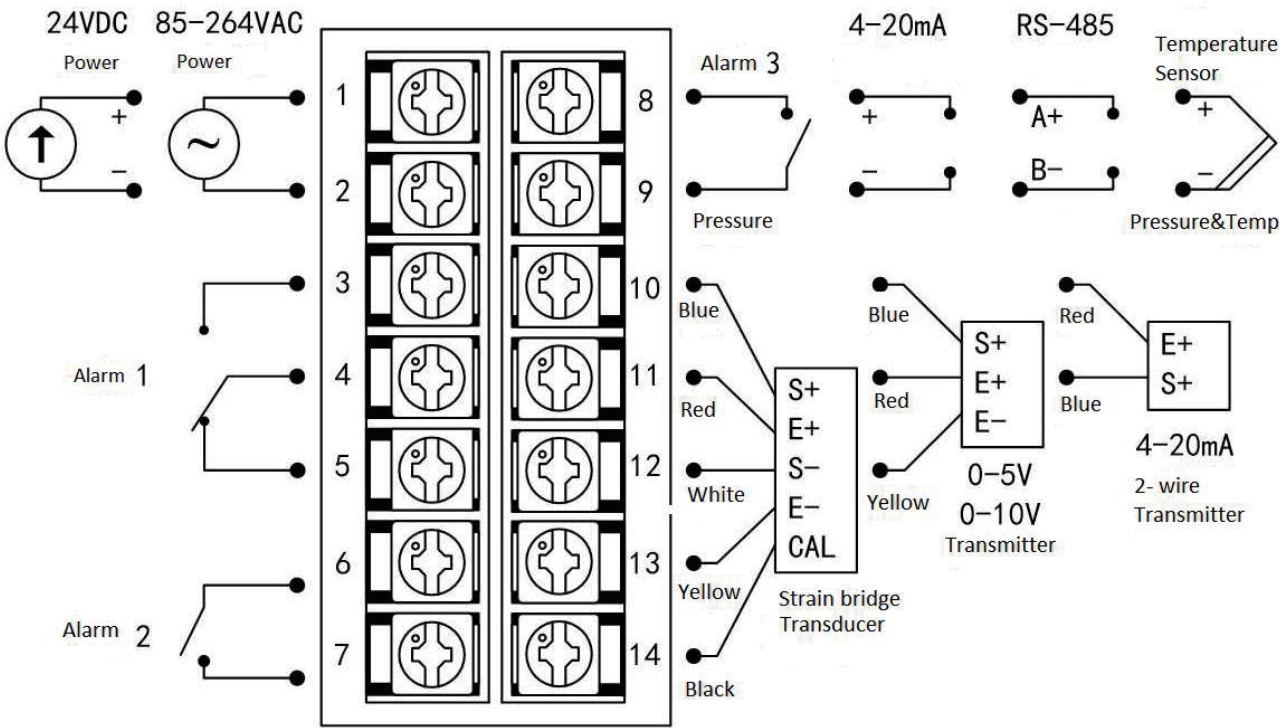 24VDC 85-264VAC
Power Power
+
-
1
2
3
4
5
6
7
Alarm 1
Alarm 2
8
9
10
11
12
13
14
Alarm 3
Pressure
4-20mA
+
-
RS-485
A+
B-
Temperature
Sensor
+
-
Pressure&Temp
Blue
Red
White
Yellow
Black
S+
E+
S-
E-
CAL
Strain bridge
Transducer
Blue
Red
Yellow
S+
E+
E-
0-5V
0-10V
Transmitter
Red
Blue
E+
S+
4-20mA
2- wire
Transmitter